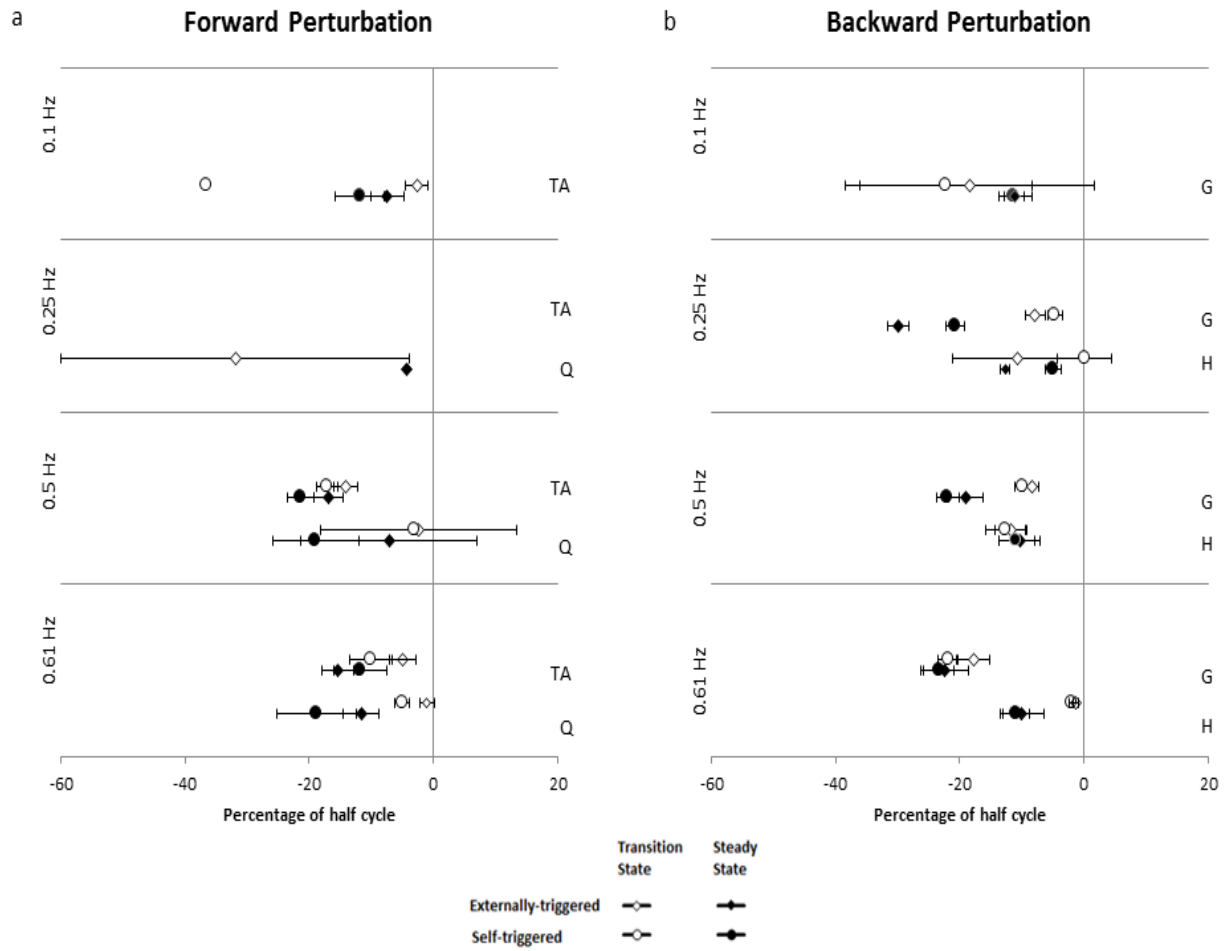 a
Forward Perturbation
b
Backward Perturbation
0.1 Hz
TA
0.25 Hz
TA
Q
0.5 Hz
TA
Q
0.61 Hz
TA
Q
-60 -40 -20 0 20
Percentage of half cycle
0.1 Hz
G
0.25 Hz
G
H
0.5 Hz
G
H
0.61 Hz
G
H
-60 -40 -20 0 20
Percentage of half cycle
Transition State
Steady State
Externally-triggered
Self-triggered